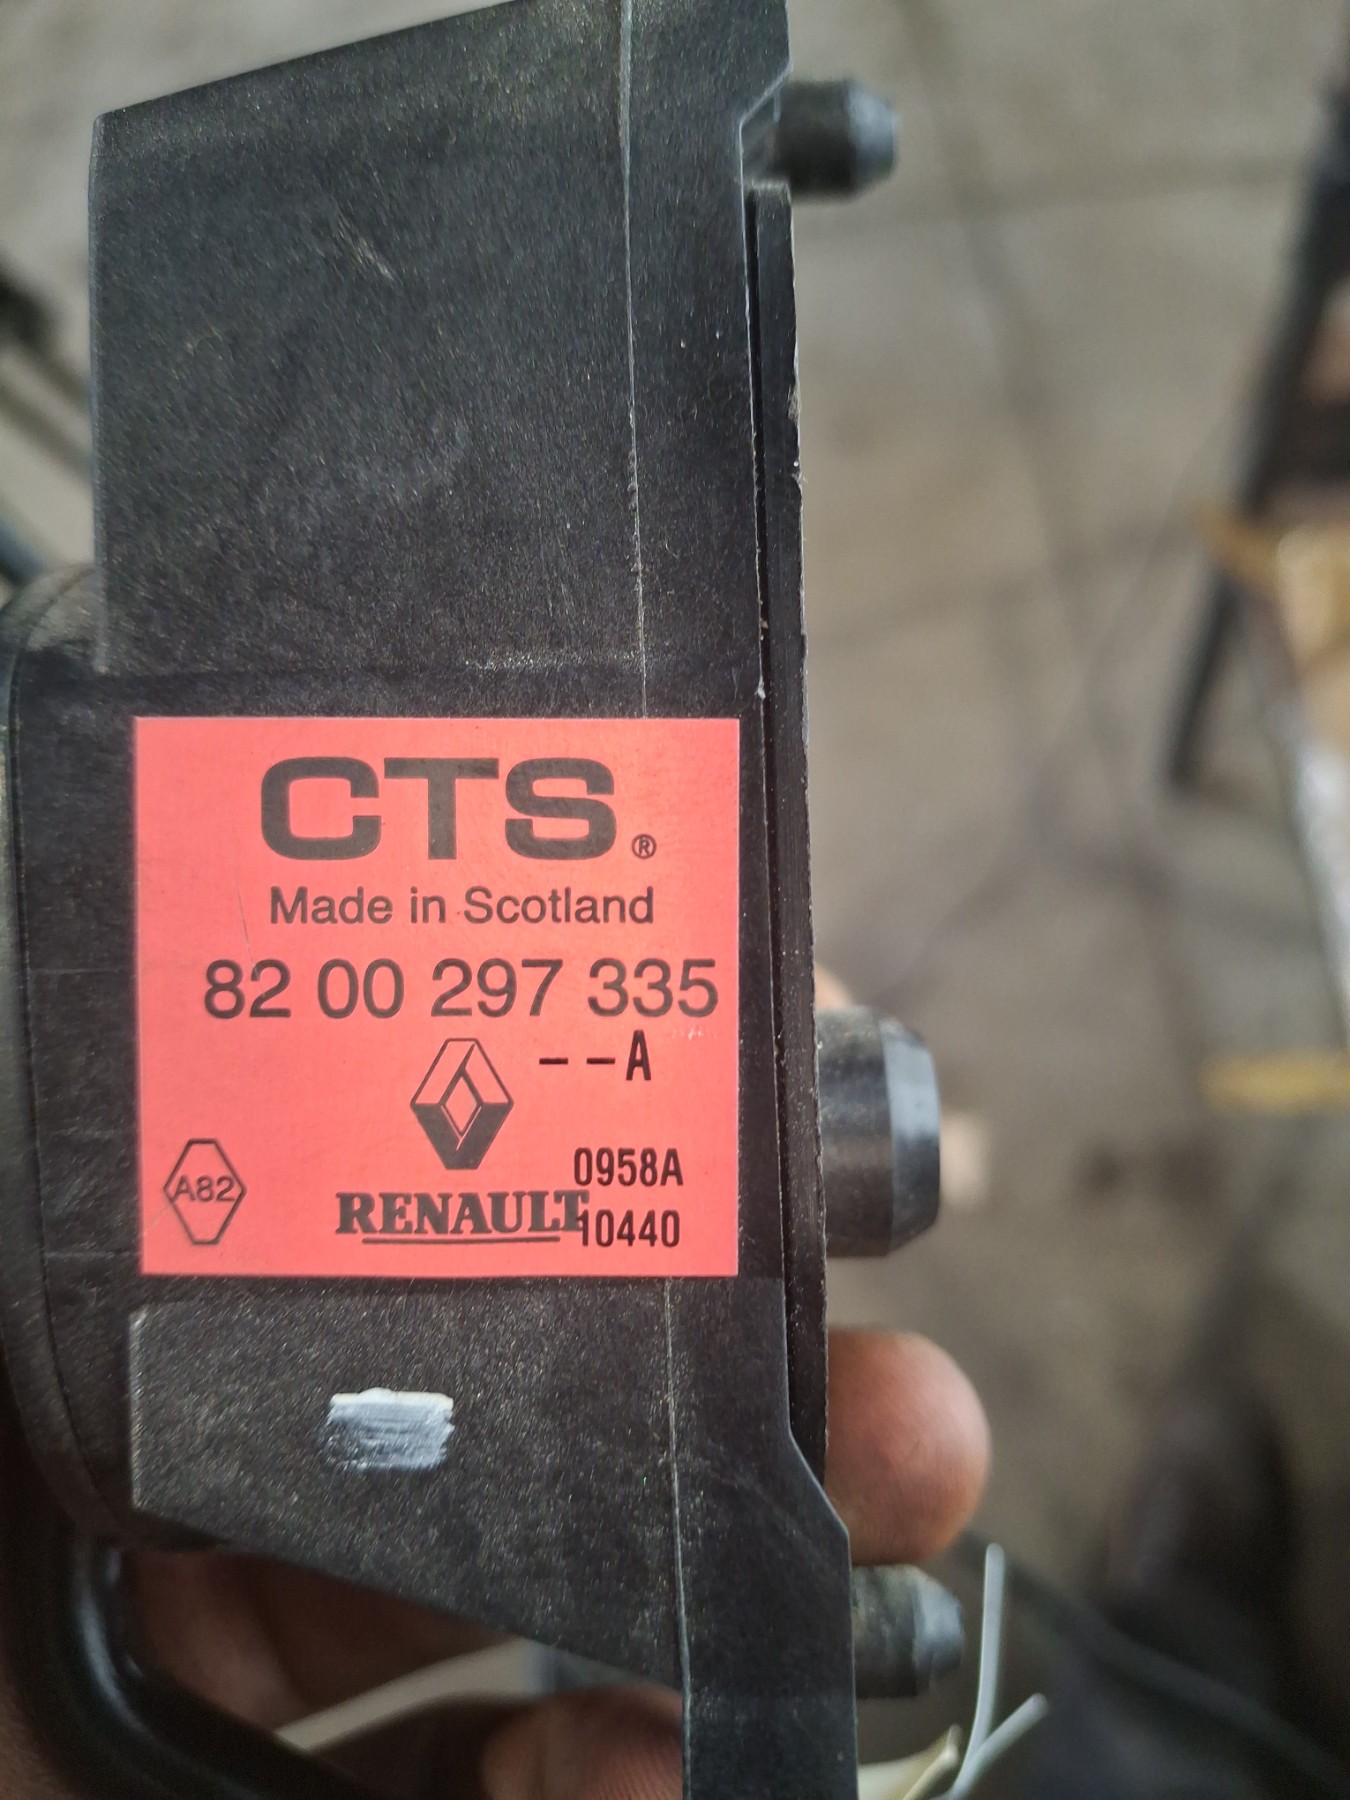 CTS®
Made in Scotland
82 00 297 335
--A
A82
0958A
RENAULT
10440